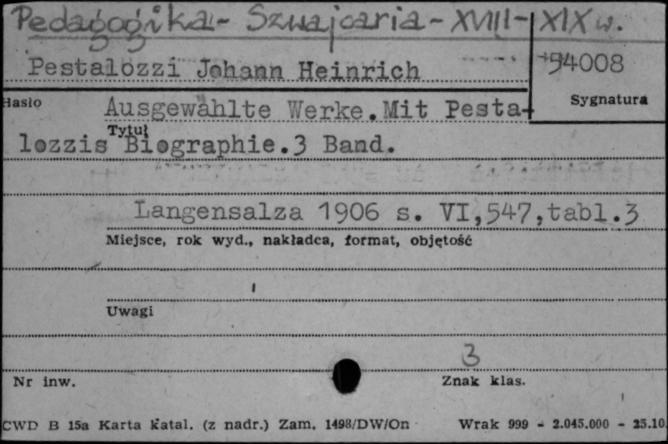 Pedagogika - Szwajcaria - XVIII - XIX w.
Pestalozzi Johann Heinrich
94008
Hasło
Sygnatura
Ausgewählte Werke. Mit Pesta-
Tytuł
lozzis Biographie. 3 Band.
Langensalza 1906 s. VI, 547, tabl. 3
Miejsce, rok wyd., nakładca, format, objętość
Uwagi
3
Nr inw.
Znak klas.
CWD B 15a Karta katal. (z nadr.) Zam. 1498/DW/On Wrak 999 - 2.045.000 - 25.10